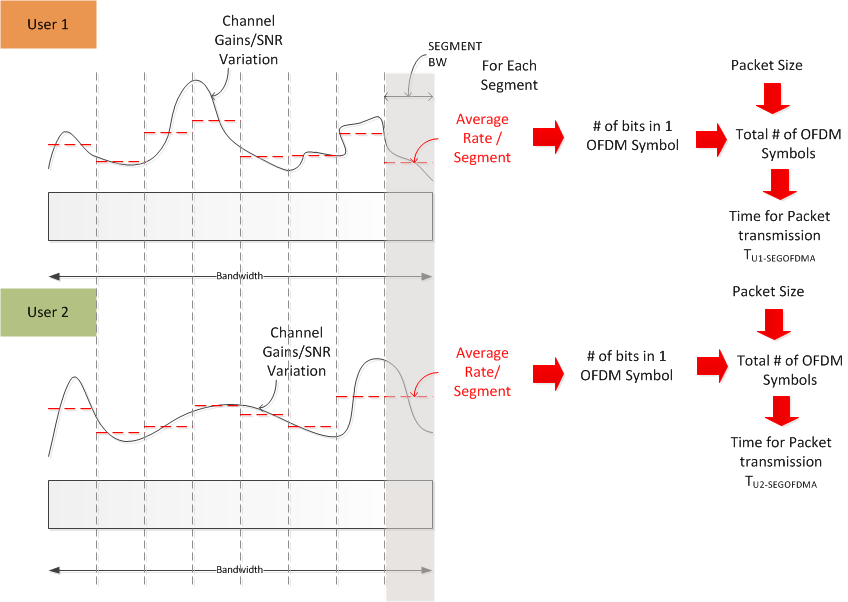 User 1
Channel
Gains/SNR
Variation
SEGMENT
BW
For Each
Segment
Average
Rate /
Segment
# of bits in 1
OFDM Symbol
Packet Size
Total # of OFDM
Symbols
Time for Packet
transmission
TU1-SEGOFDMA
Bandwidth
User 2
Channel
Gains/SNR
Variation
Average
Rate/
Segment
# of bits in 1
OFDM Symbol
Packet Size
Total # of OFDM
Symbols
Time for Packet
transmission
TU2-SEGOFDMA
Bandwidth